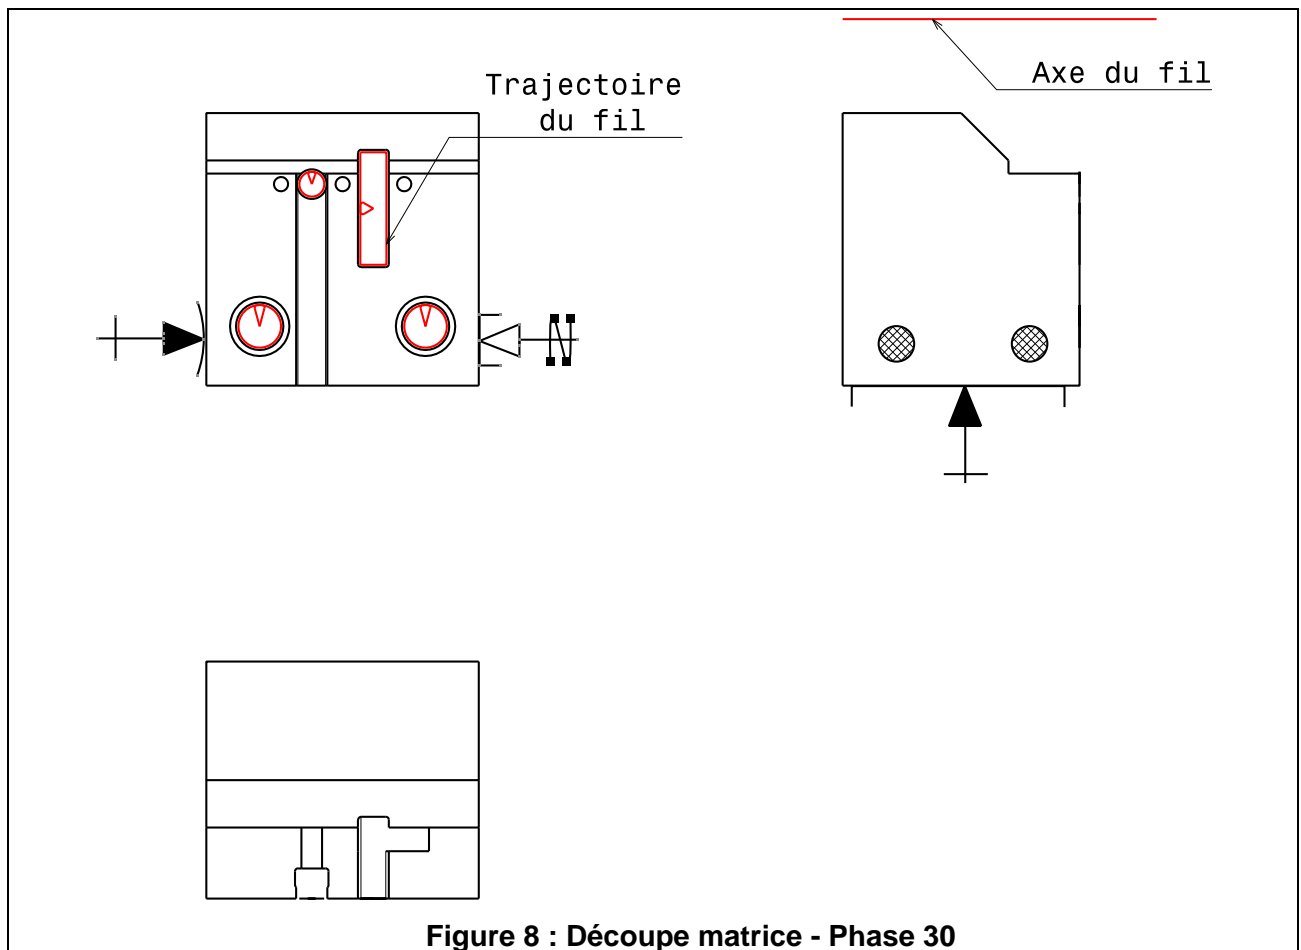 Axe du fil
Trajectoire
du fil
Figure 8 : Découpe matrice - Phase 30